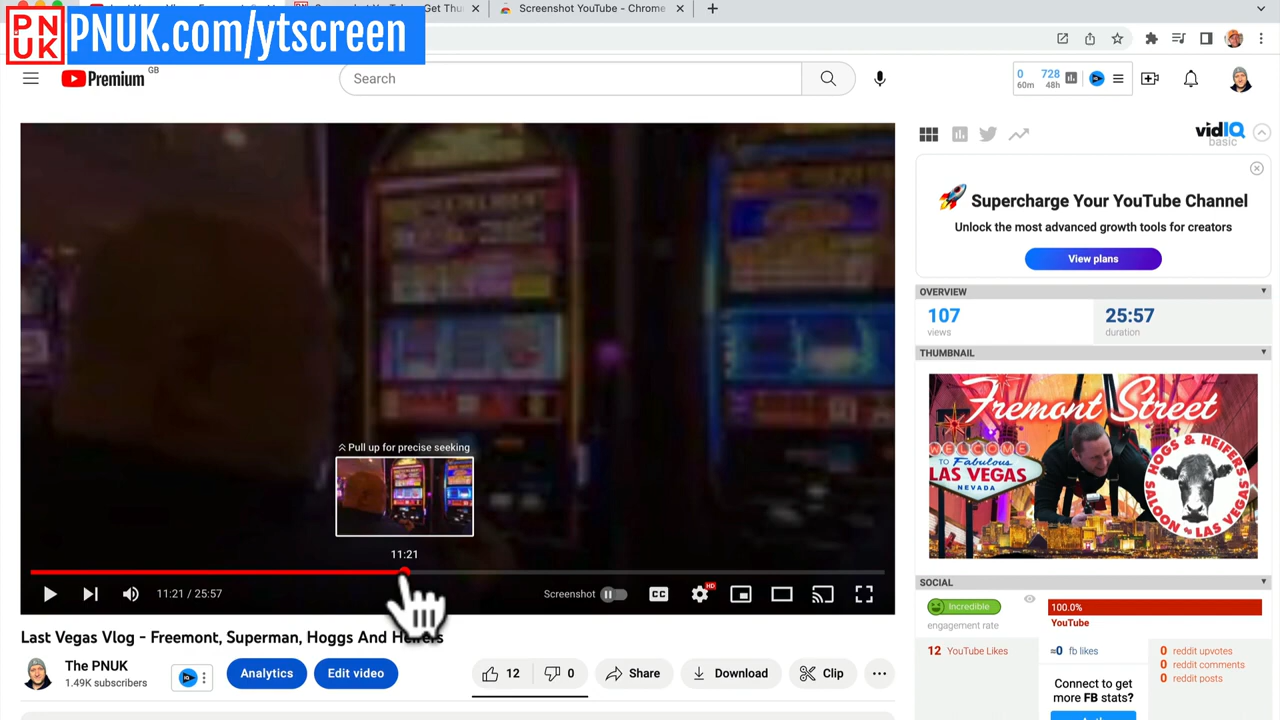 PN
UK
PNUK.com/ytscreen
Screenshot YouTube - Chrome
Premium
GB
Search
0
60m
728
48h
vidIQ
basic
Supercharge Your YouTube Channel
Unlock the most advanced growth tools for creators
View plans
OVERVIEW
107
views
25:57
duration
THUMBNAIL
Fremont Street
WELCOME
TO Fabulous
LAS VEGAS
NEVADA
HOGS & HEIFERS
SALOON LAS VEGAS
Pull up for precise seeking
11:21
11:21 / 25:57
Screenshot
CC
HD
Last Vegas Vlog - Freemont, Superman, Hoggs And Heifers
The PNUK
1.49K subscribers
IQ
Analytics
Edit video
12
0
Share
Download
Clip
SOCIAL
Incredible
engagement rate
100.0%
YouTube
12 YouTube Likes
≈0 fb likes
Connect to get
more FB stats?
0 reddit upvotes
0 reddit comments
0 reddit posts